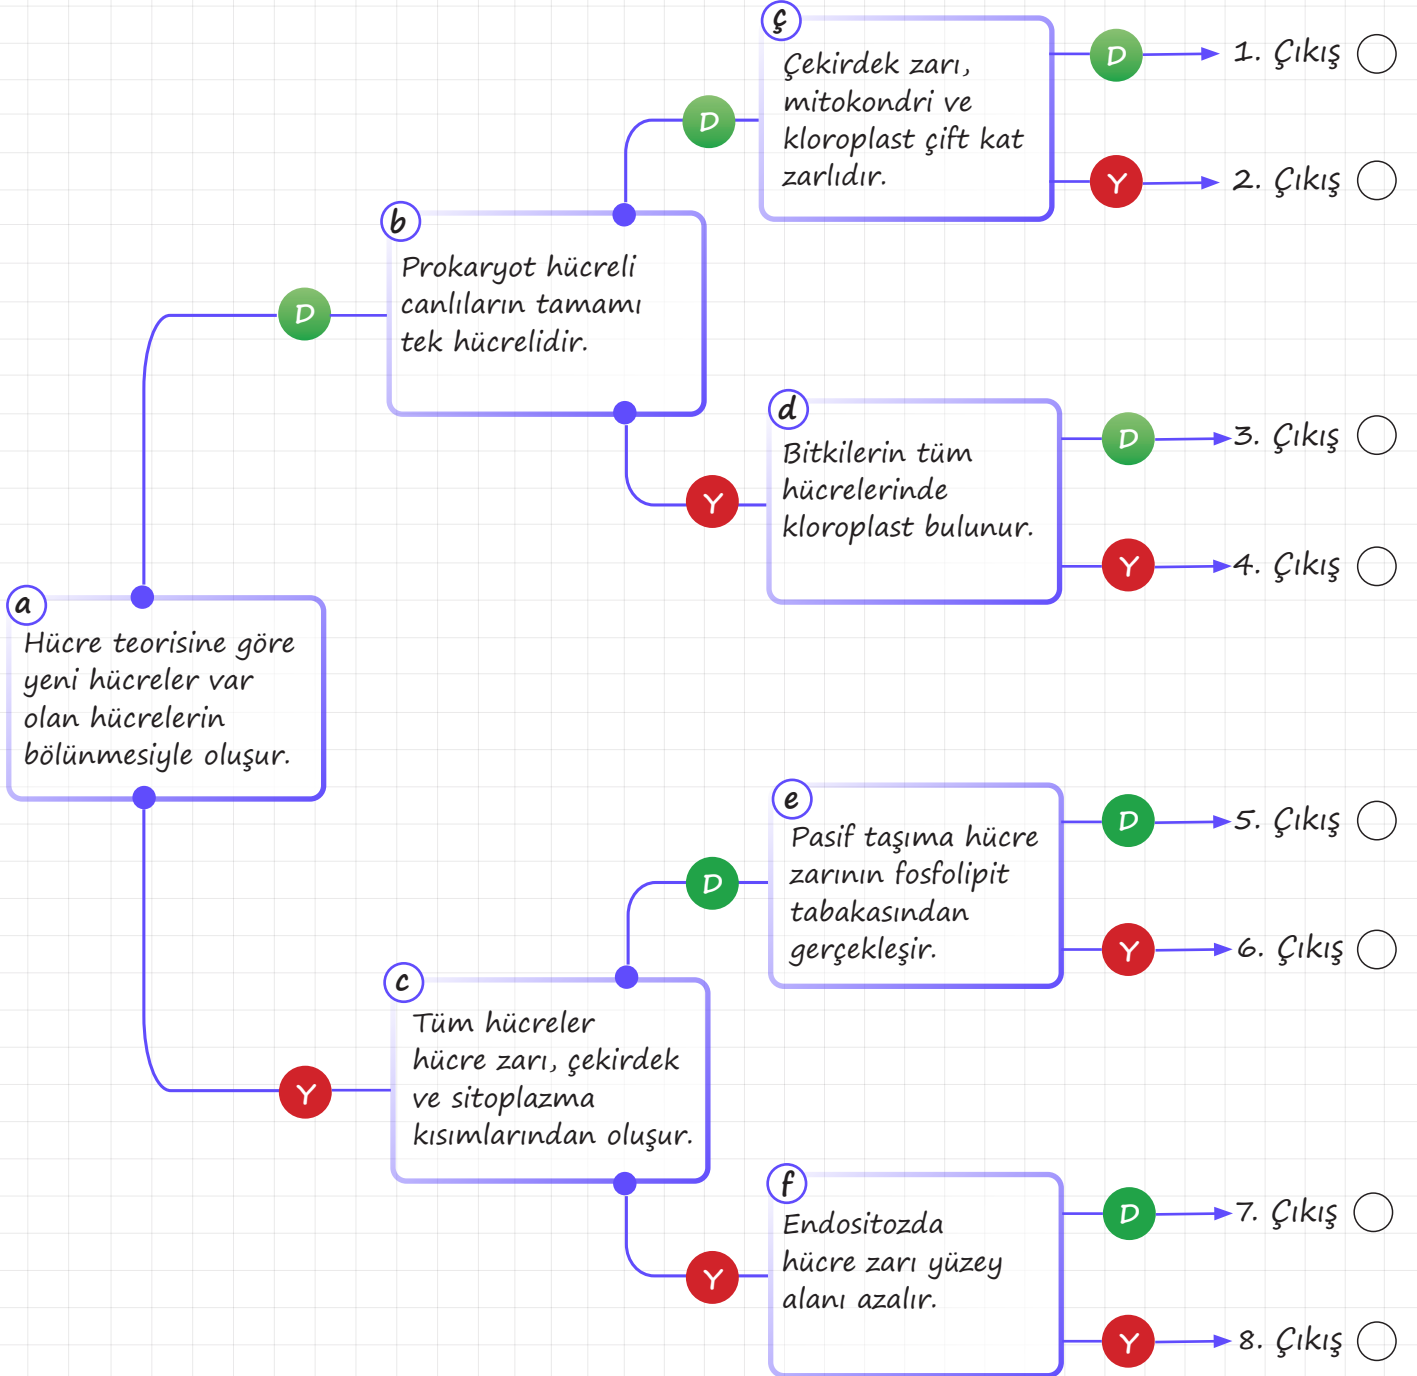 ç
Çekirdek zarı,
mitokondri ve
kloroplast çift kat
zarlıdır.
D
1. Çıkış
Y
2. Çıkış
D
b
Prokaryot hücreli
canlıların tamamı
tek hücrelidir.
D
Y
d
Bitkilerin tüm
hücrelerinde
kloroplast bulunur.
D
3. Çıkış
Y
4. Çıkış
a
Hücre teorisine göre
yeni hücreler var
olan hücrelerin
bölünmesiyle oluşur.
e
Pasif taşıma hücre
zarının fosfolipit
tabakasından
gerçekleşir.
D
5. Çıkış
Y
6. Çıkış
D
c
Tüm hücreler
hücre zarı, çekirdek
ve sitoplazma
kısımlarından oluşur.
Y
Y
f
Endositozda
hücre zarı yüzey
alanı azalır.
D
7. Çıkış
Y
8. Çıkış